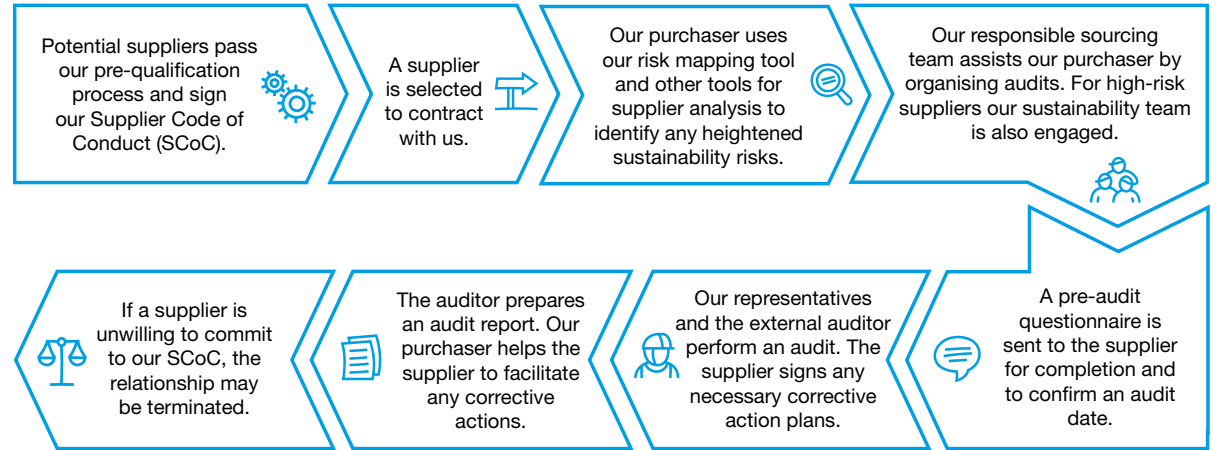 Potential suppliers pass
our pre-qualification
process and sign
our Supplier Code of
Conduct (SCoC).
A supplier
is selected
to contract
with us.
Our purchaser uses
our risk mapping tool
and other tools for
supplier analysis to
identify any heightened
sustainability risks.
Our responsible sourcing
team assists our purchaser by
organising audits. For high-risk
suppliers our sustainability team
is also engaged.
A pre-audit
questionnaire is
sent to the supplier
for completion and
to confirm an audit
date.
Our representatives
and the external auditor
perform an audit. The
supplier signs any
necessary corrective
action plans.
The auditor prepares
an audit report. Our
purchaser helps the
supplier to facilitate
any corrective
actions.
If a supplier is
unwilling to commit
to our SCoC, the
relationship may
be terminated.